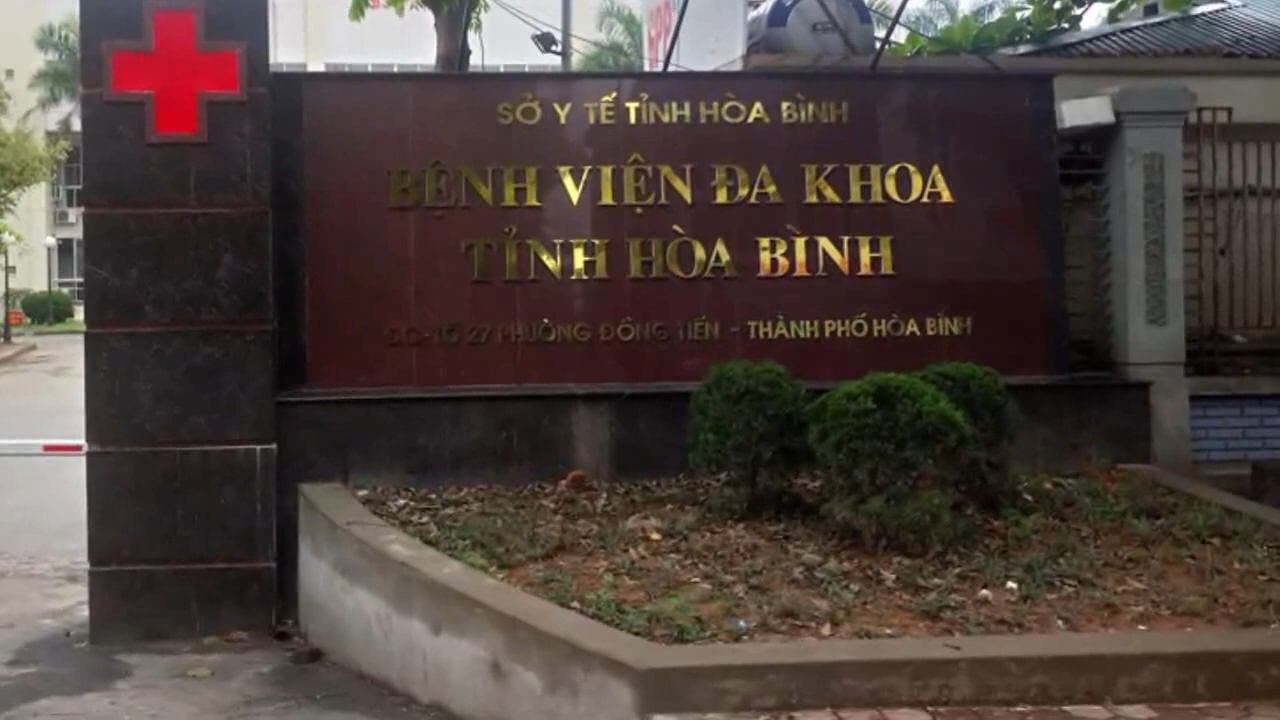 SỞ Y TẾ TỈNH HÒA BÌNH
BỆNH VIỆN ĐA KHOA
TỈNH HÒA BÌNH
27 PHƯỜNG ĐỒNG TIẾN - THÀNH PHỐ HÒA BÌNH